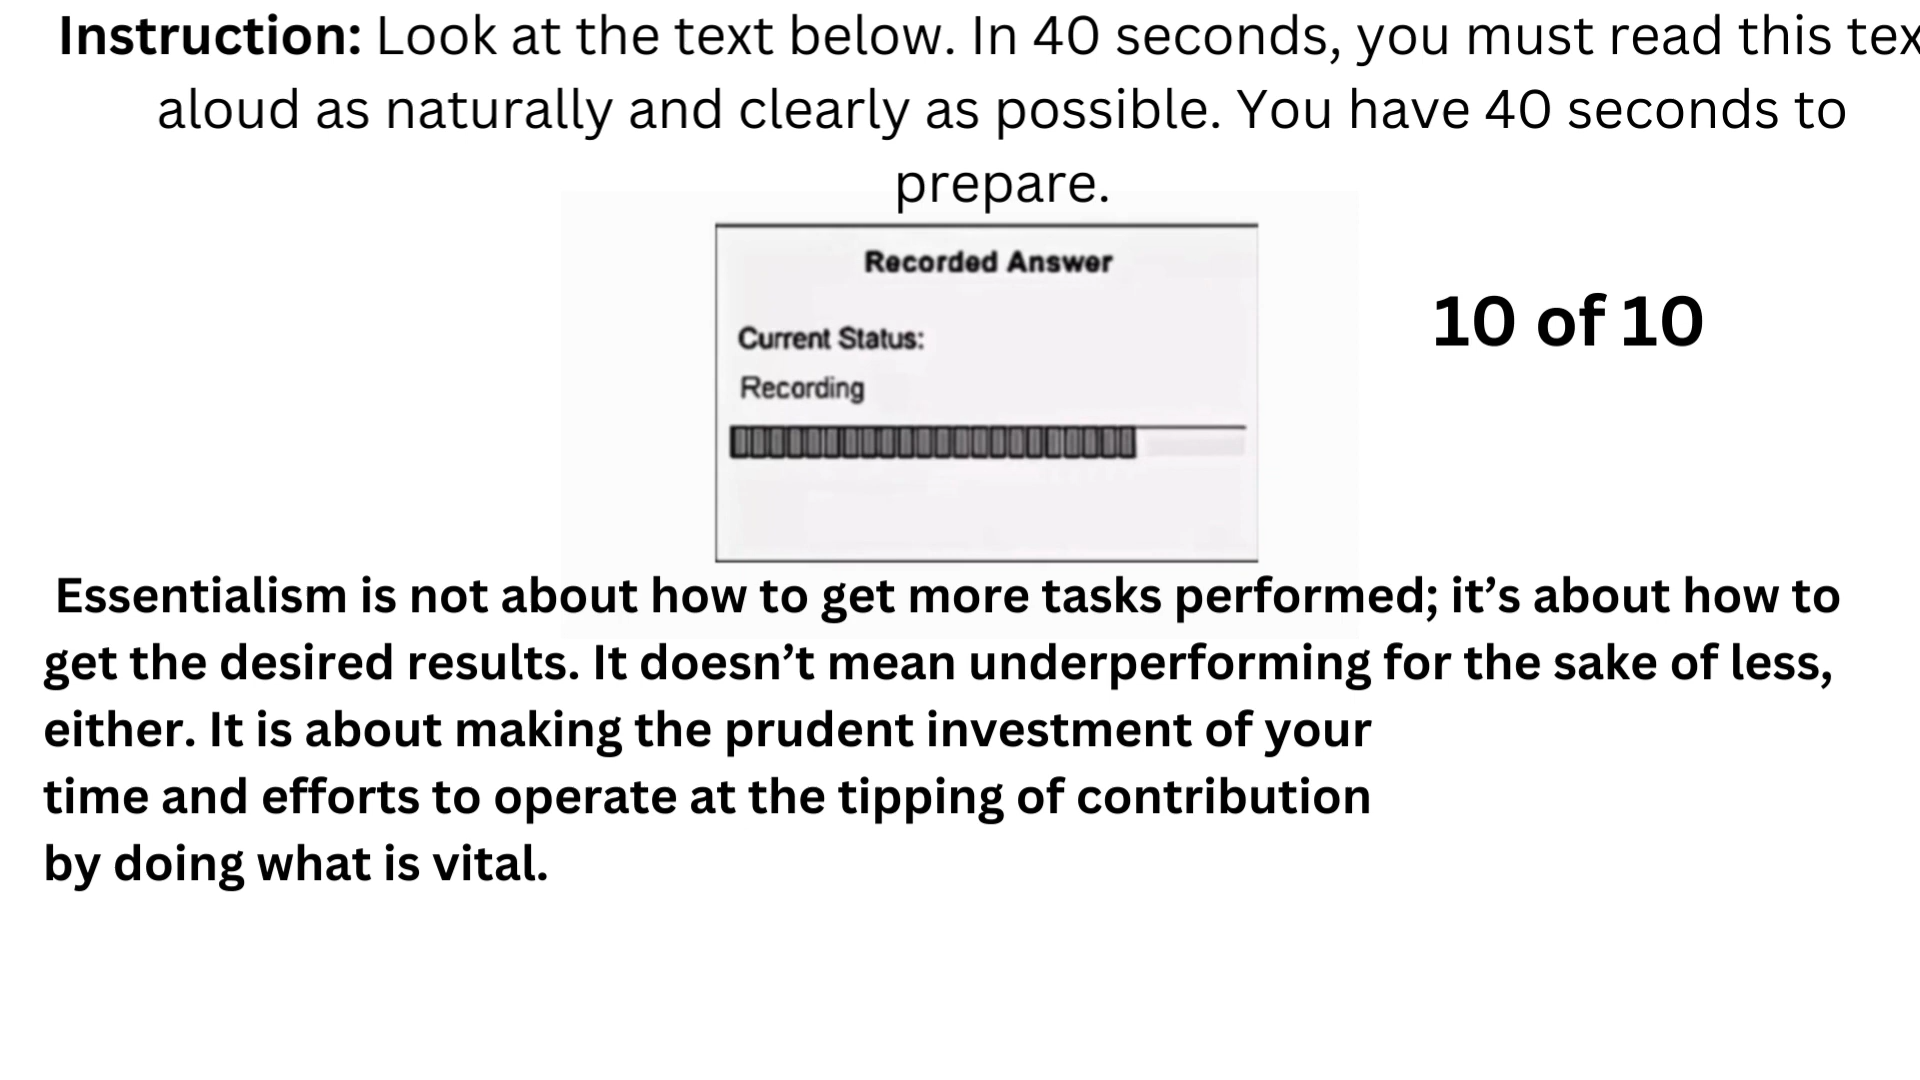 Instruction: Look at the text below. In 40 seconds, you must read this tex
aloud as naturally and clearly as possible. You have 40 seconds to
prepare.
Recorded Answer
Current Status:
Recording
10 of 10
Essentialism is not about how to get more tasks performed; it’s about how to
get the desired results. It doesn’t mean underperforming for the sake of less,
either. It is about making the prudent investment of your
time and efforts to operate at the tipping of contribution
by doing what is vital.